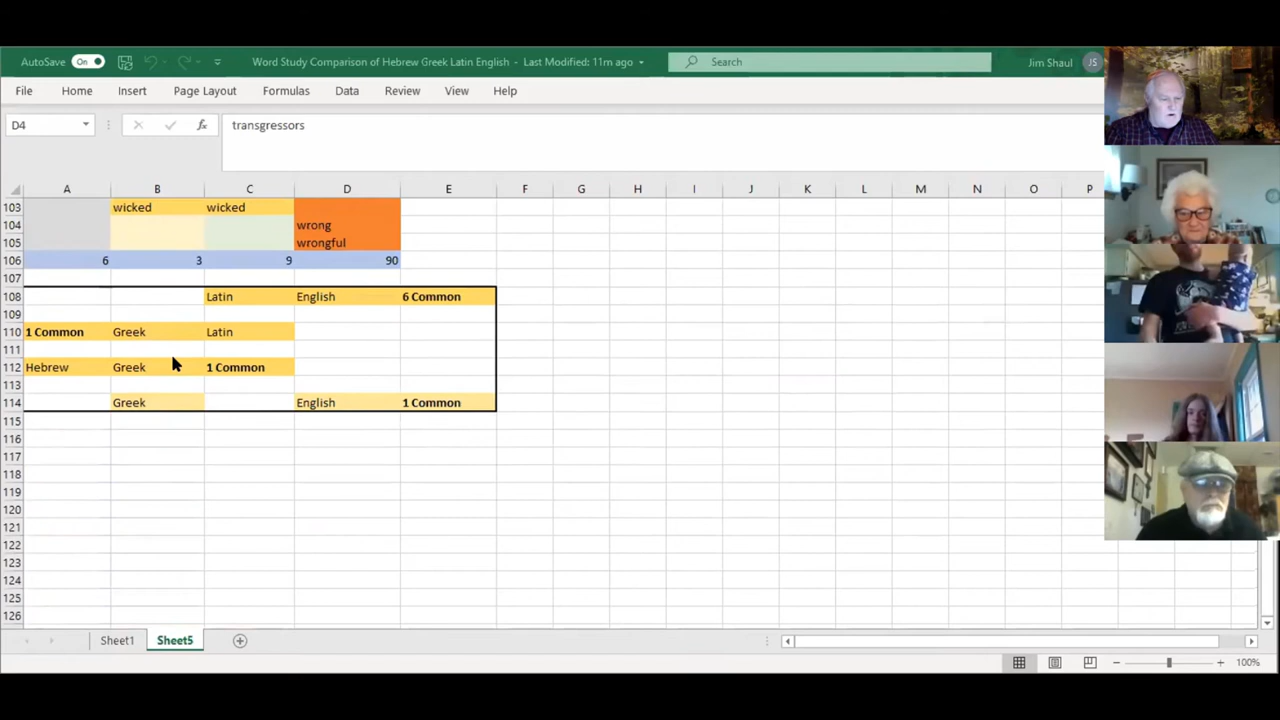 AutoSave On Word Study Comparison of Hebrew Greek Latin English - Last Modified: 11m ago Search Jim Shaul JS
File Home Insert Page Layout Formulas Data Review View Help
D4 fx transgressors
A B C D E F G H I J K L M N O P
103 wicked wicked
104 wrong
105 wrongful
106 6 3 9 90
107
108 Latin English 6 Common
109
110 1 Common Greek Latin
111
112 Hebrew Greek 1 Common
113
114 Greek English 1 Common
115
116
117
118
119
120
121
122
123
124
125
126
Sheet1 Sheet5
100%